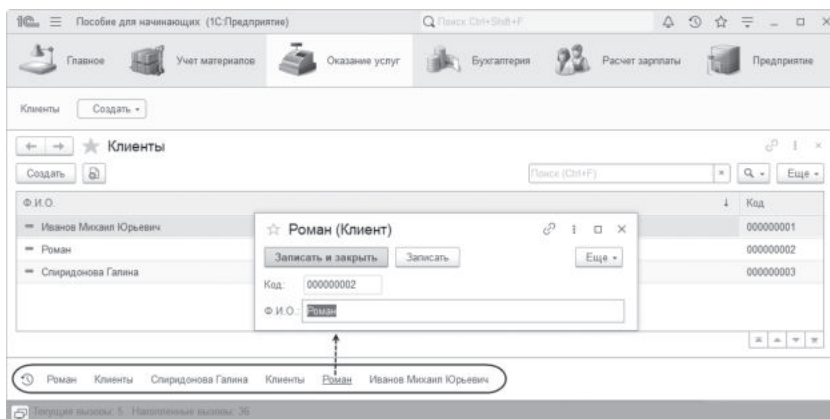 Пособие для начинающих (1С:Предприятие)
Поиск Ctrl+Shift+F
Главное
Учет материалов
Оказание услуг
Бухгалтерия
Расчет зарплаты
Предприятие
Клиенты
Создать
Клиенты
Создать
Поиск (Ctrl+F)
Еще
Ф.И.О.
Код
Иванов Михаил Юрьевич
000000001
Роман
000000002
Спиридонова Галина
000000003
Роман (Клиент)
Записать и закрыть
Записать
Еще
Код:
000000002
Ф.И.О.:
Роман
Роман Клиенты Спиридонова Галина Клиенты Роман Иванов Михаил Юрьевич
Текущие вызовы: 5 Накопленные вызовы: 36